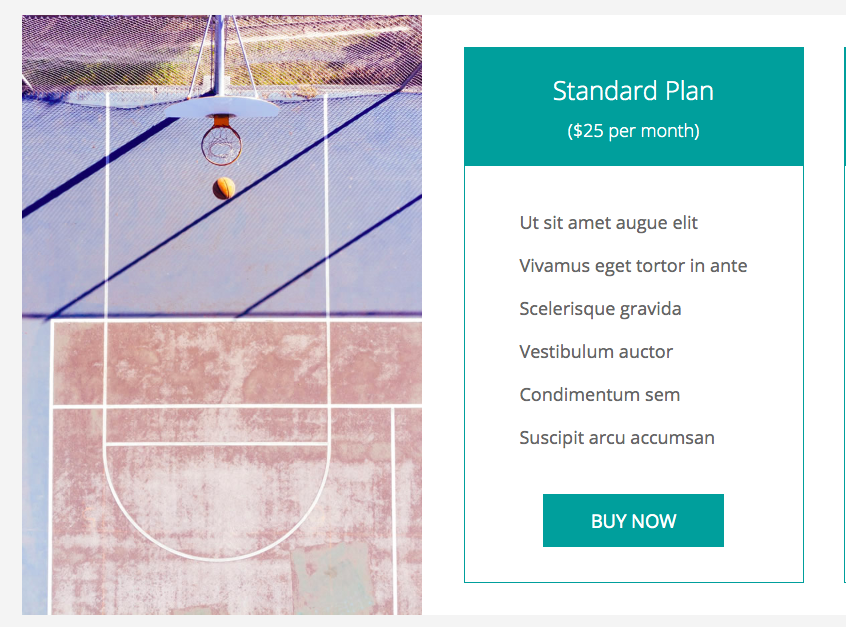 Standard Plan
($25 per month)
Ut sit amet augue elit
Vivamus eget tortor in ante
Scelerisque gravida
Vestibulum auctor
Condimentum sem
Suscipit arcu accumsan
BUY NOW